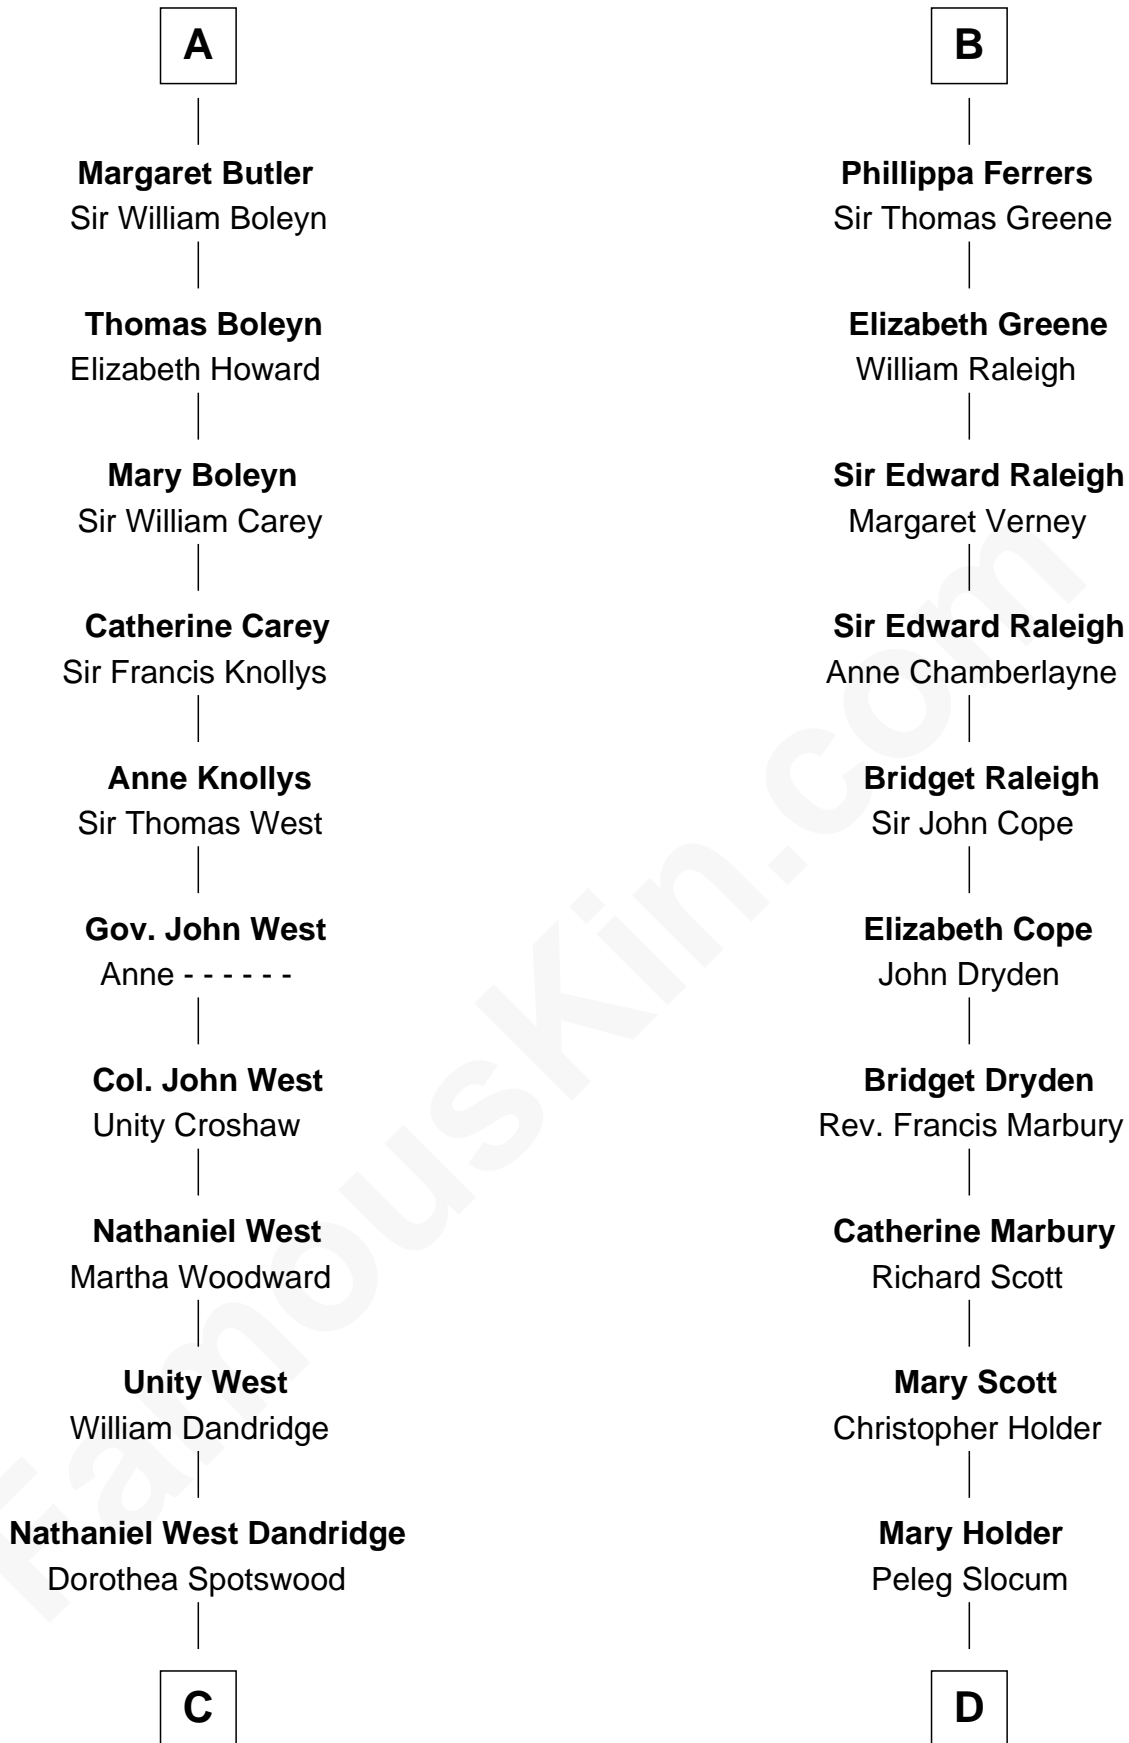 A
Margaret Butler
Sir William Boleyn
Thomas Boleyn
Elizabeth Howard
Mary Boleyn
Sir William Carey
Catherine Carey
Sir Francis Knollys
Anne Knollys
Sir Thomas West
Gov. John West
Anne - - - - - -
Col. John West
Unity Croshaw
Nathaniel West
Martha Woodward
Unity West
William Dandridge
Nathaniel West Dandridge
Dorothea Spotswood
C
B
Phillippa Ferrers
Sir Thomas Greene
Elizabeth Greene
William Raleigh
Sir Edward Raleigh
Margaret Verney
Sir Edward Raleigh
Anne Chamberlayne
Bridget Raleigh
Sir John Cope
Elizabeth Cope
John Dryden
Bridget Dryden
Rev. Francis Marbury
Catherine Marbury
Richard Scott
Mary Scott
Christopher Holder
Mary Holder
Peleg Slocum
D
FamousKin.com